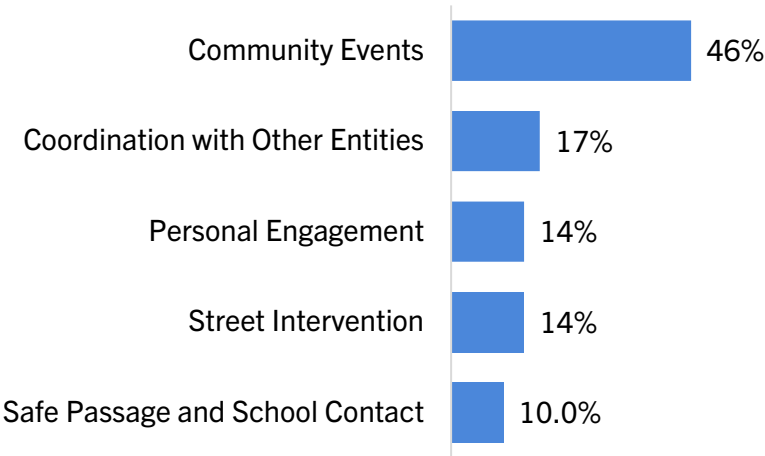 Community Events 46%
Coordination with Other Entities 17%
Personal Engagement 14%
Street Intervention 14%
Safe Passage and School Contact 10.0%